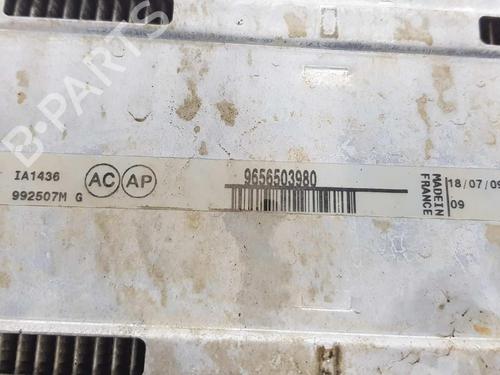 B-PARTS
IA1436
992507M G
AC AP
9656503980
MADE IN
FRANCE
18/07/09
09